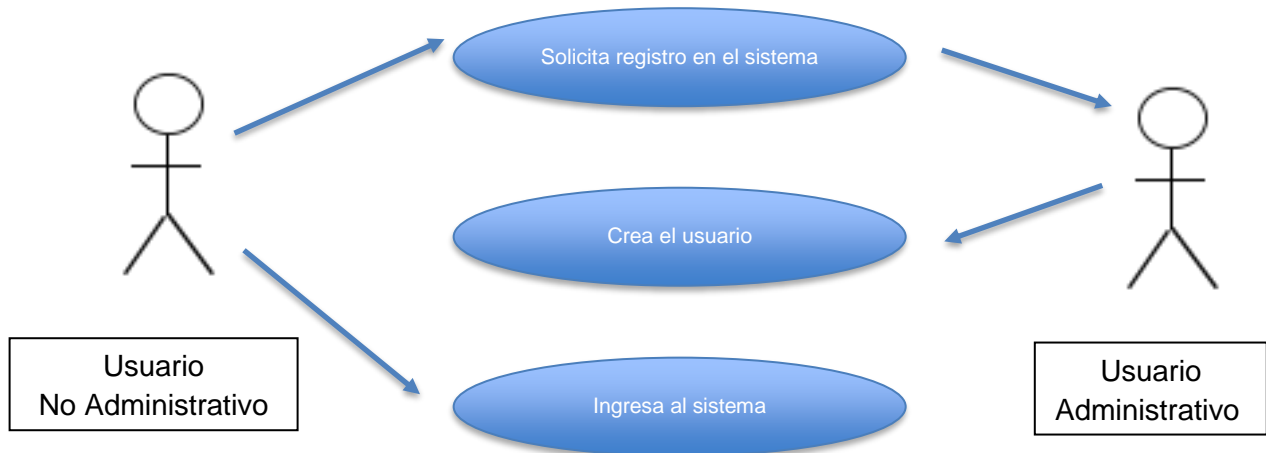 Solicita registro en el sistema
Crea el usuario
Ingresa al sistema
Usuario
No Administrativo
Usuario
Administrativo